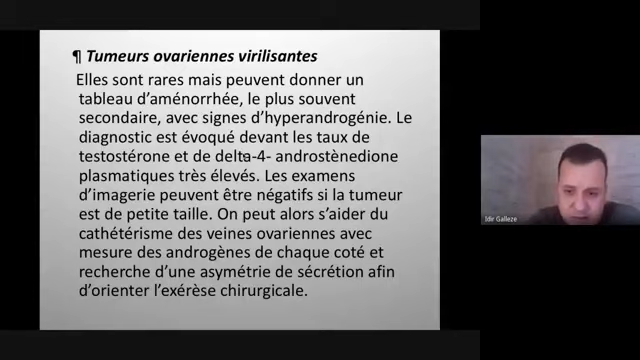 ¶ Tumeurs ovariennes virilisantes
Elles sont rares mais peuvent donner un
tableau d’aménorrhée, le plus souvent
secondaire, avec signes d’hyperandrogénie. Le
diagnostic est évoqué devant les taux de
testostérone et de delta-4- androstènedione
plasmatiques très élevés. Les examens
d’imagerie peuvent être négatifs si la tumeur
est de petite taille. On peut alors s’aider du
cathétérisme des veines ovariennes avec
mesure des androgènes de chaque coté et
recherche d’une asymétrie de sécrétion afin
d’orienter l’exérèse chirurgicale.
Idir Galleze